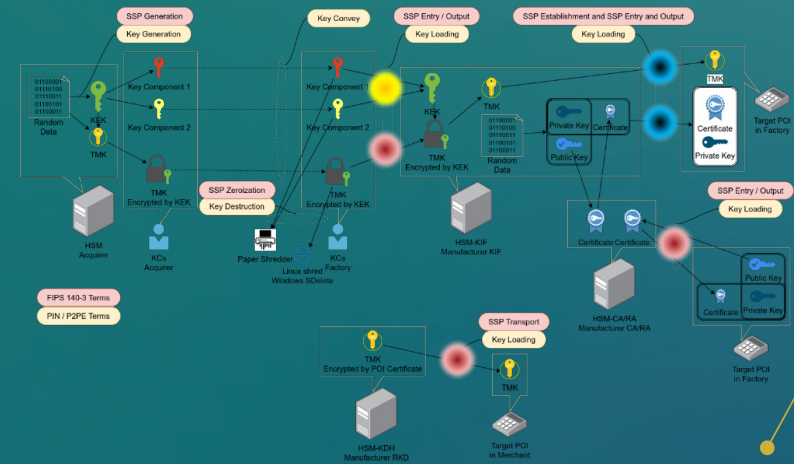 SSP Generation
Key Generation
Key Convey
SSP Entry / Output
Key Loading
SSP Establishment and SSP Entry and Output
Key Loading
01100001
01110100
01110011
01100101
01100011
Random
Data
KEK
TMK
Key Component 1
Key Component 2
TMK
Encrypted by KEK
HSM
Acquirer
KCs
Acquirer
Key Component 1
Key Component 2
TMK
Encrypted by KEK
SSP Zeroization
Key Destruction
Paper Shredder
Linux shred
Windows SDelete
KCs
Factory
KEK
TMK
Encrypted by KEK
TMK
Random
Data
HSM-KIF
Manufacturer KIF
Private Key
Public Key
Certificate
TMK
Certificate
Private Key
Target POI
in Factory
SSP Entry / Output
Key Loading
Certificate Certificate
HSM-CA/RA
Manufacturer CA/RA
Public Key
Certificate
Private Key
Target POI
in Factory
FIPS 140-3 Terms
PIN / P2PE Terms
SSP Transport
Key Loading
TMK
Encrypted by POI Certificate
TMK
HSM-KDH
Manufacturer RKD
Target POI
in Merchant